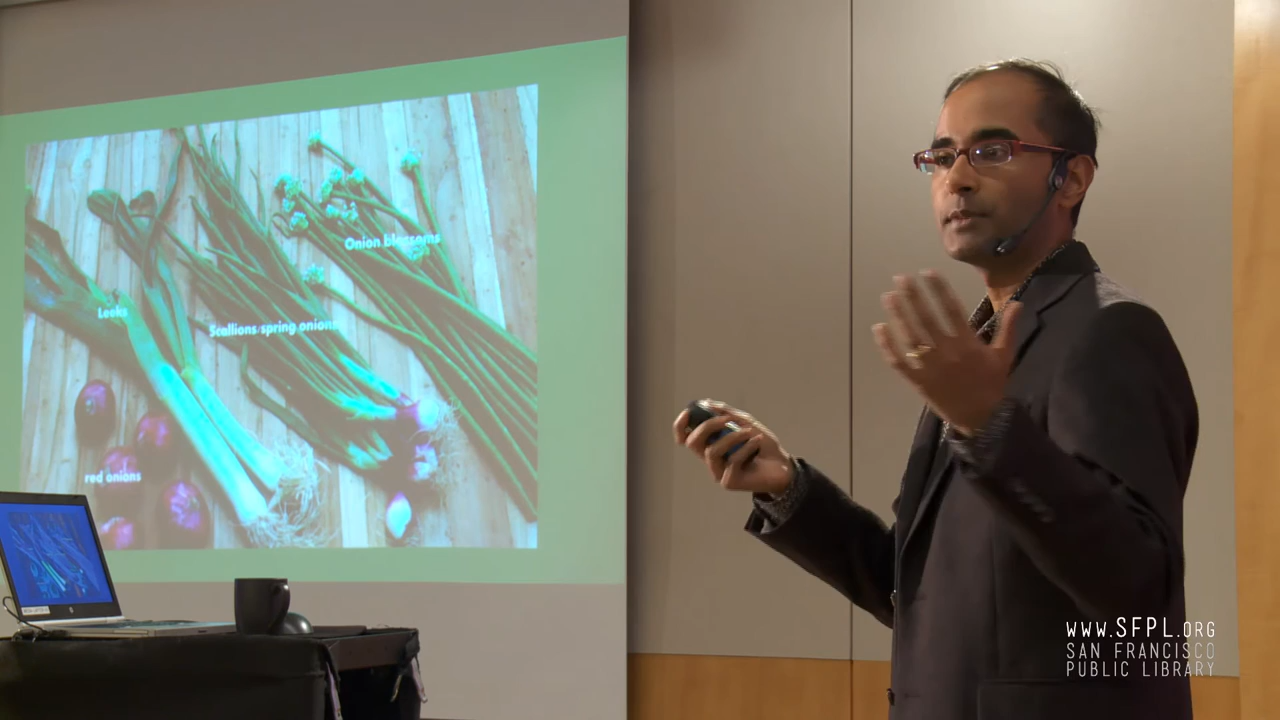 Onion blossoms
Leeks
Scallions/spring onions
red onions
www.SFPL.org
SAN FRANCISCO
PUBLIC LIBRARY